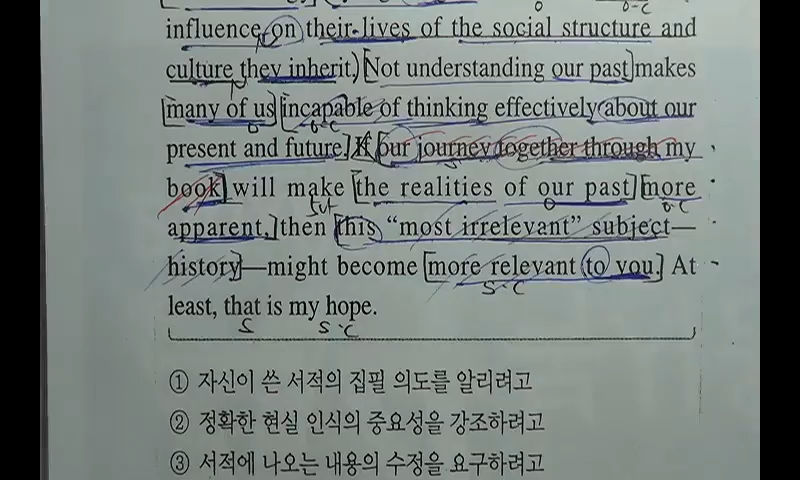 influence on their lives of the social structure and
culture they inherit.) [Not understanding our past] makes
[many of us] [incapable of thinking effectively about our
present and future.] If [our journey together through my
book] will make [the realities of our past] [more
apparent,] then [this “most irrelevant” subject—
history]—might become [more relevant to you.] At
least, that is my hope.
① 자신이 쓴 서적의 집필 의도를 알리려고
② 정확한 현실 인식의 중요성을 강조하려고
③ 서적에 나오는 내용의 수정을 요구하려고